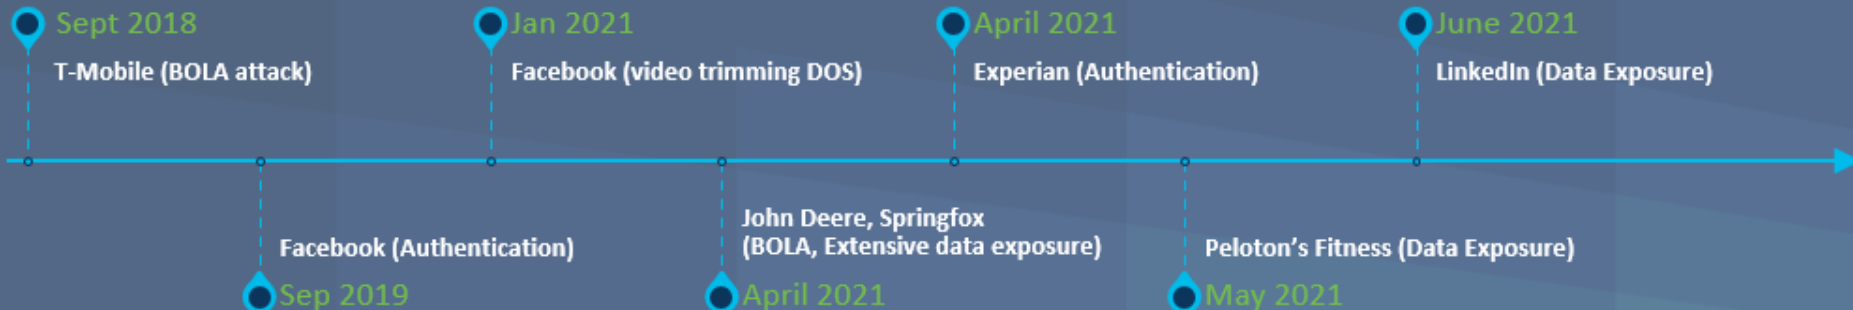 Sept 2018
T-Mobile (BOLA attack)
Jan 2021
Facebook (video trimming DOS)
April 2021
Experian (Authentication)
June 2021
LinkedIn (Data Exposure)
Facebook (Authentication)
Sep 2019
John Deere, Springfox
(BOLA, Extensive data exposure)
April 2021
Peloton’s Fitness (Data Exposure)
May 2021